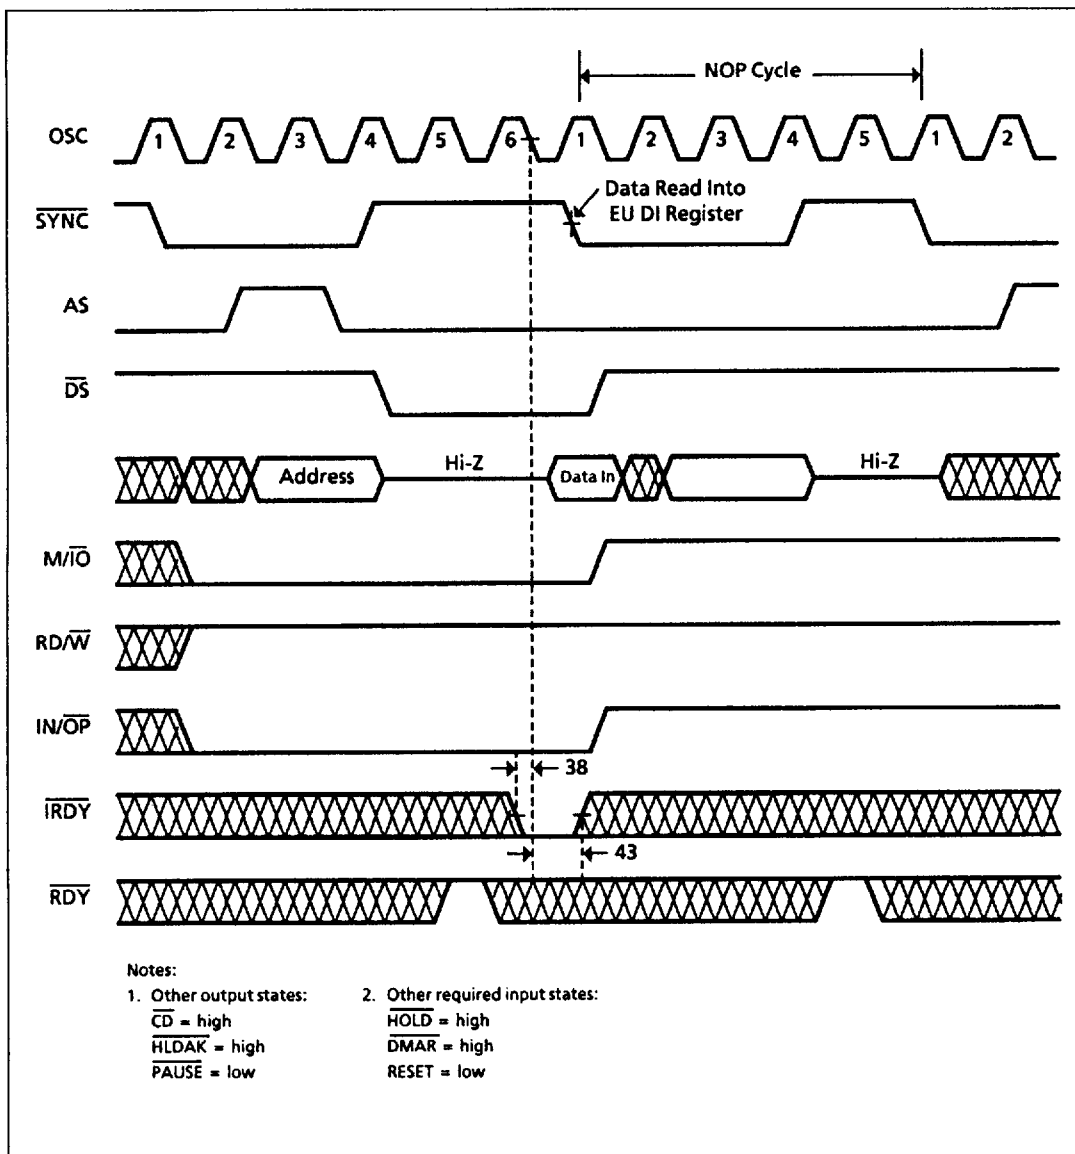 NOP Cycle
OSC 1 2 3 4 5 6 1 2 3 4 5 1 2
SYNC
Data Read Into
EU DI Register
AS
DS
Address Hi-Z Data In Hi-Z
M/IO
RD/W
IN/OP
38
IRDY
43
RDY
Notes:
1. Other output states: 2. Other required input states:
CD = high HOLD = high
HLDAK = high DMAR = high
PAUSE = low RESET = low